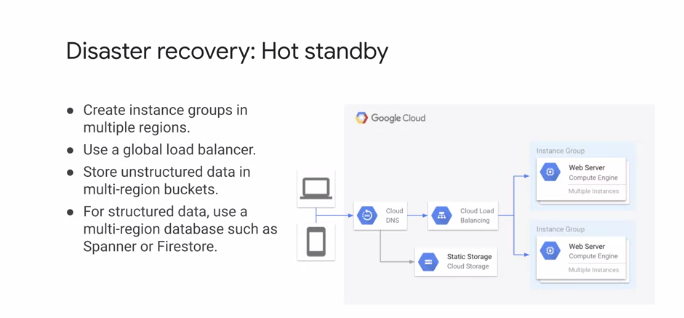 Disaster recovery: Hot standby
● Create instance groups in
multiple regions.
● Use a global load balancer.
● Store unstructured data in
multi-region buckets.
● For structured data, use a
multi-region database such as
Spanner or Firestore.
Google Cloud
Cloud
DNS
Cloud Load
Balancing
Static Storage
Cloud Storage
Instance Group
Web Server
Compute Engine
Multiple Instances
Instance Group
Web Server
Compute Engine
Multiple Instances